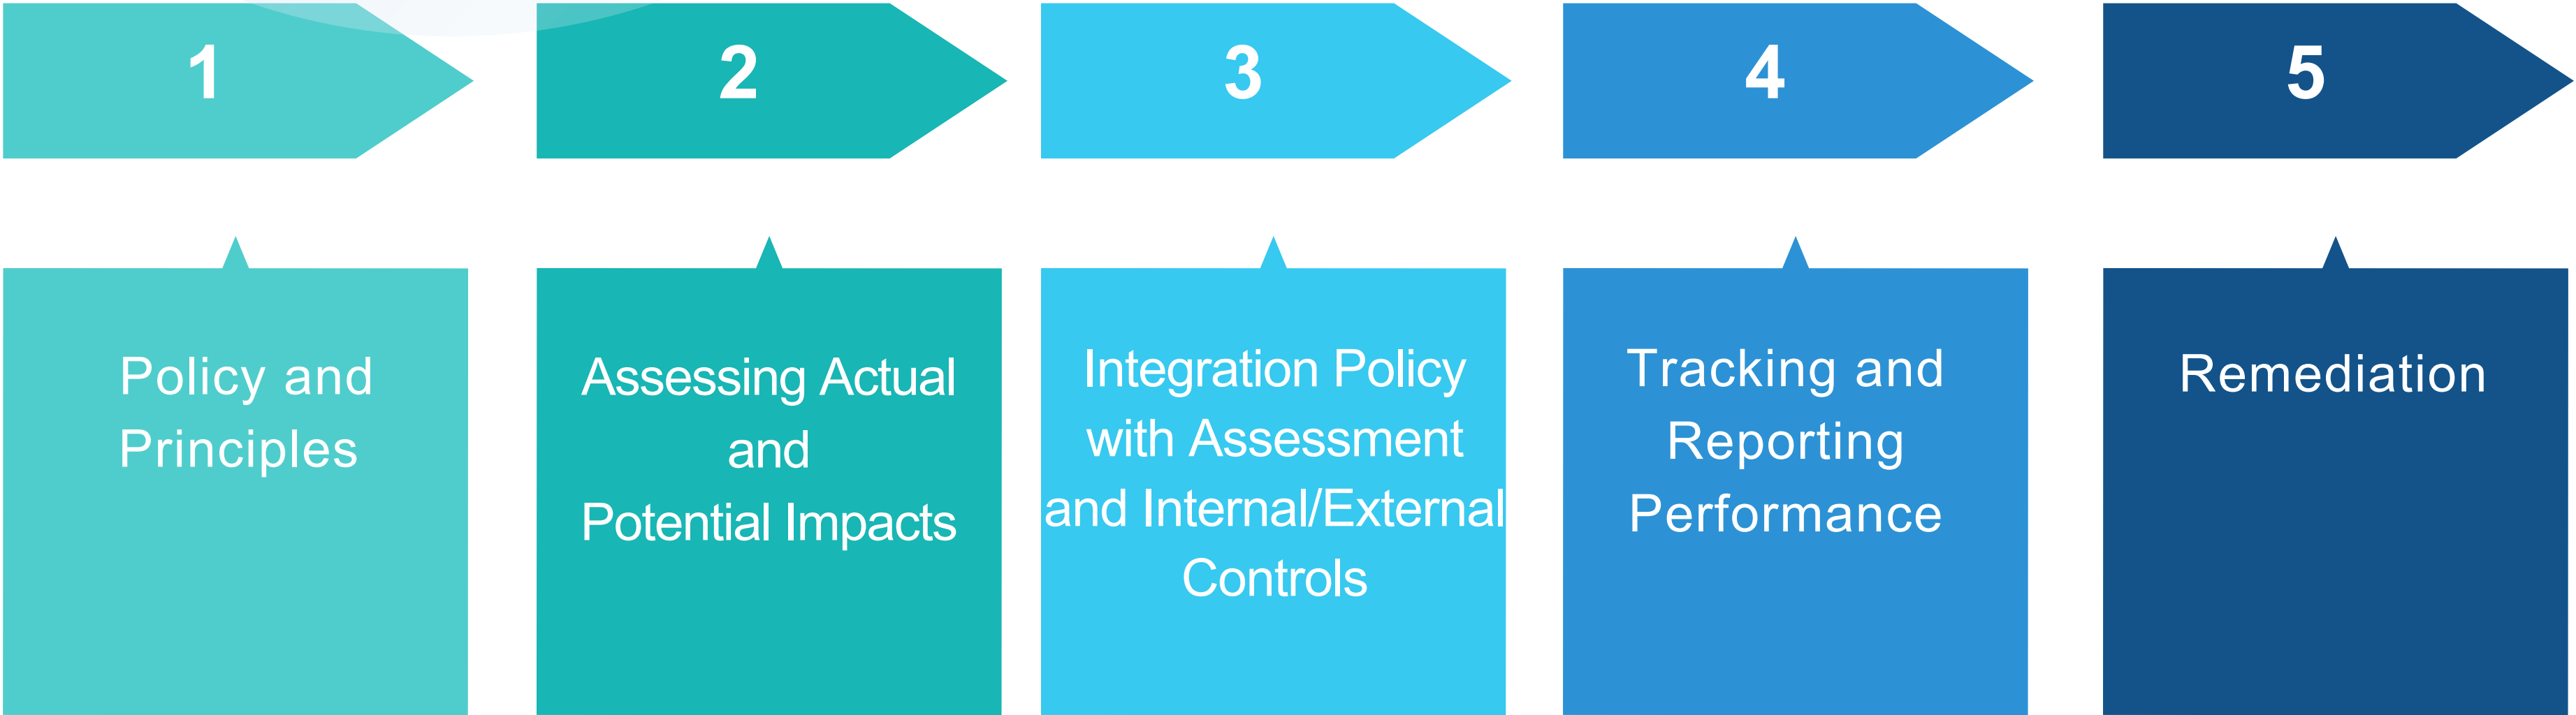 1
2
3
4
5
Policy and
Principles
Assessing Actual
and
Potential Impacts
Integration Policy
with Assessment
and Internal/External
Controls
Tracking and
Reporting
Performance
Remediation